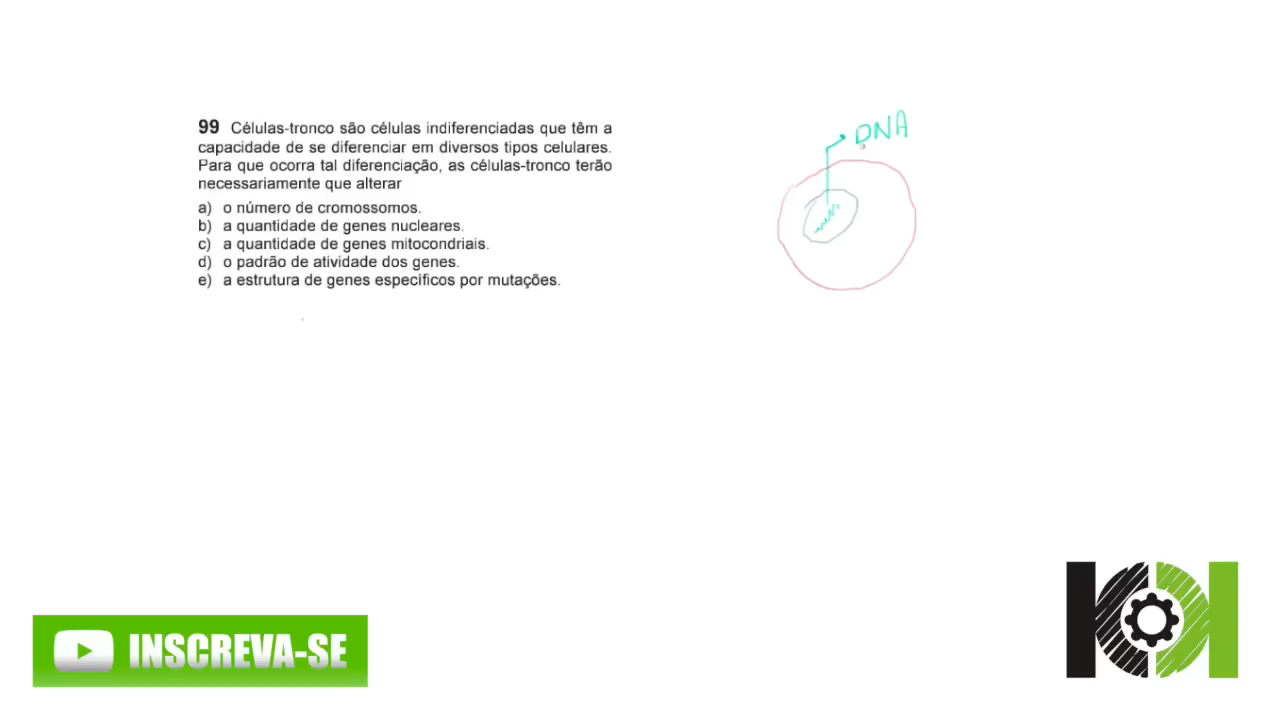 99 Células-tronco são células indiferenciadas que têm a
capacidade de se diferenciar em diversos tipos celulares.
Para que ocorra tal diferenciação, as células-tronco terão
necessariamente que alterar
a) o número de cromossomos.
b) a quantidade de genes nucleares.
c) a quantidade de genes mitocondriais.
d) o padrão de atividade dos genes.
e) a estrutura de genes específicos por mutações.
DNA
INSCREVA-SE